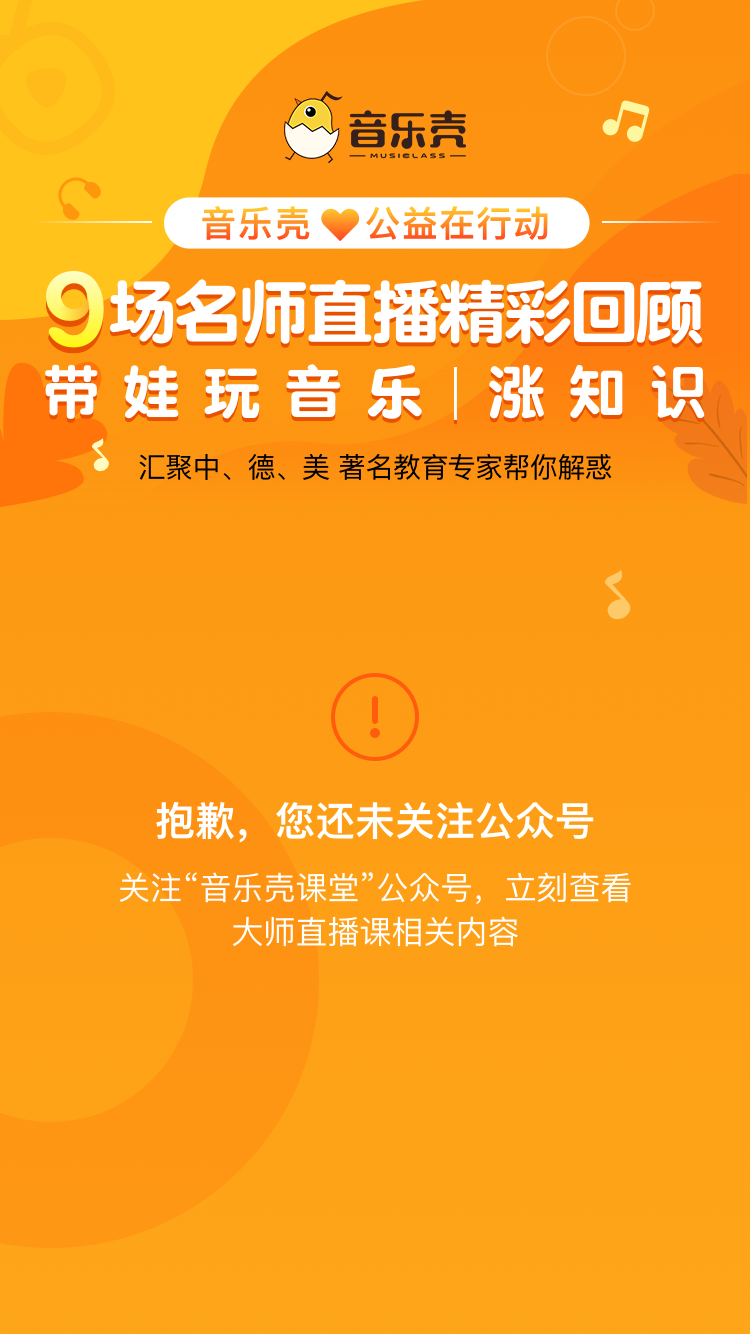 音乐壳
MUSICLASS
音乐壳 公益在行动
9场名师直播精彩回顾
带娃玩音乐|涨知识
汇聚中、德、美 著名教育专家帮你解惑
抱歉，您还未关注公众号
关注“音乐壳课堂”公众号，立刻查看
大师直播课相关内容